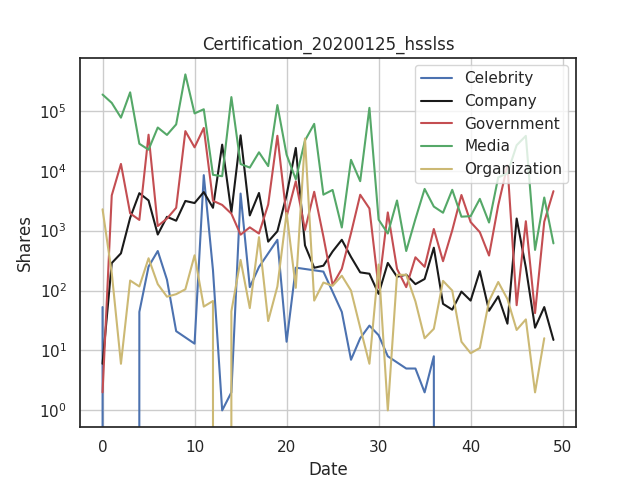 Certification_20200125_hsslss
Celebrity
Company
Government
Media
Organization
Shares
10^5
10^4
10^3
10^2
10^1
10^0
0 10 20 30 40 50
Date